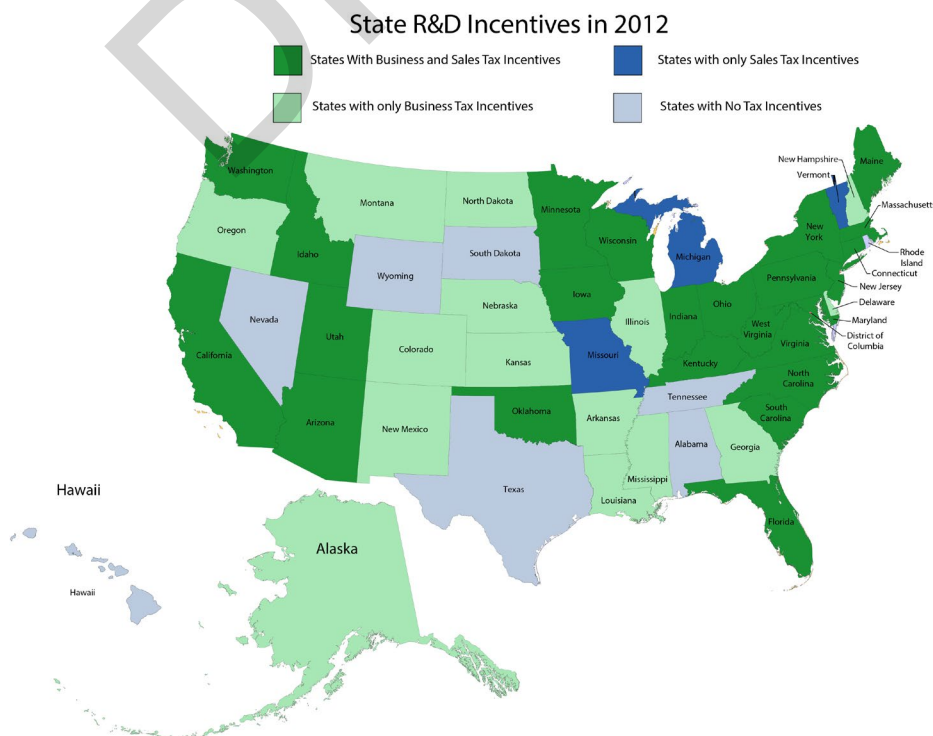 State R&D Incentives in 2012
States With Business and Sales Tax Incentives
States with only Sales Tax Incentives
States with only Business Tax Incentives
States with No Tax Incentives
Washington
Oregon
California
Nevada
Idaho
Montana
Wyoming
Utah
Arizona
Colorado
New Mexico
North Dakota
South Dakota
Nebraska
Kansas
Oklahoma
Texas
Minnesota
Iowa
Missouri
Arkansas
Louisiana
Wisconsin
Illinois
Michigan
Indiana
Ohio
Kentucky
Tennessee
Mississippi
Alabama
Georgia
Florida
South
Carolina
North
Carolina
Virginia
West
Virginia
Pennsylvania
New
York
Maine
New Hampshire
Vermont
Massachusett
Rhode
Island
Connecticut
New Jersey
Delaware
Maryland
District of
Columbia
Hawaii
Hawaii
Alaska